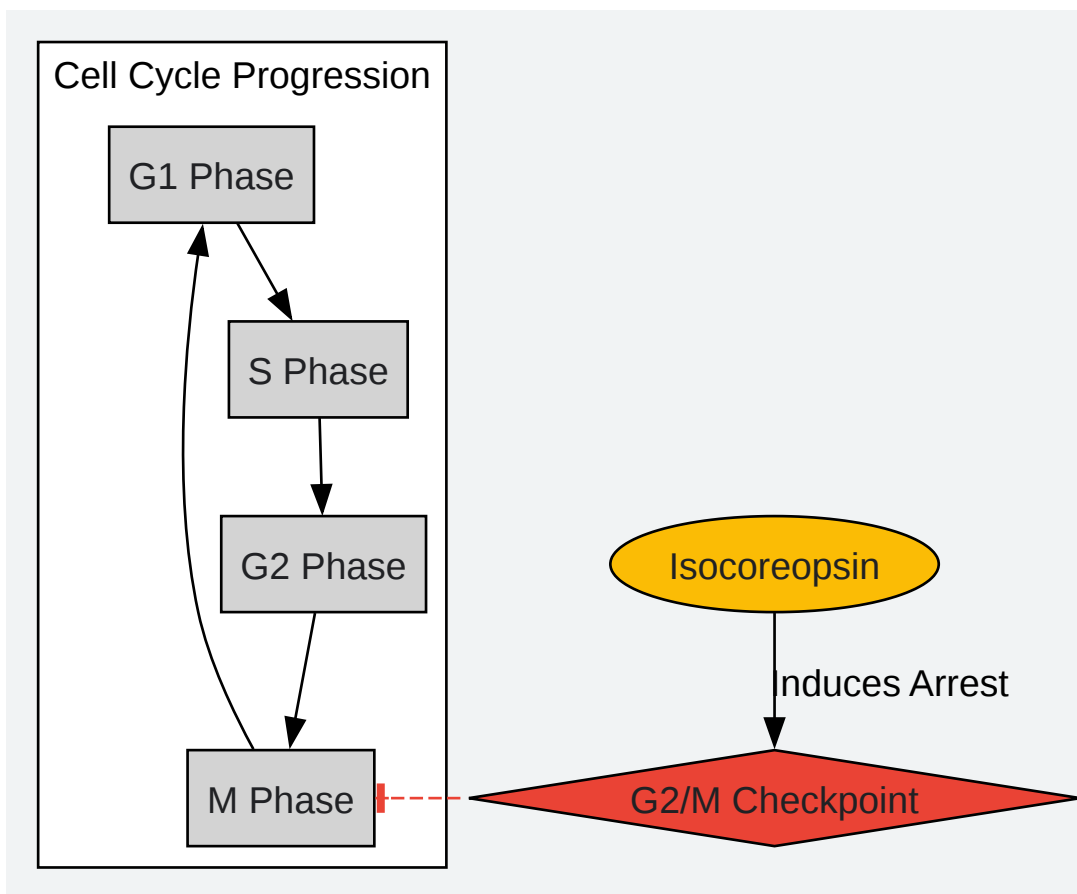 Cell Cycle Progression
G1 Phase
S Phase
G2 Phase
Isocoreopsin
Induces Arrest
M Phase
G2/M Checkpoint